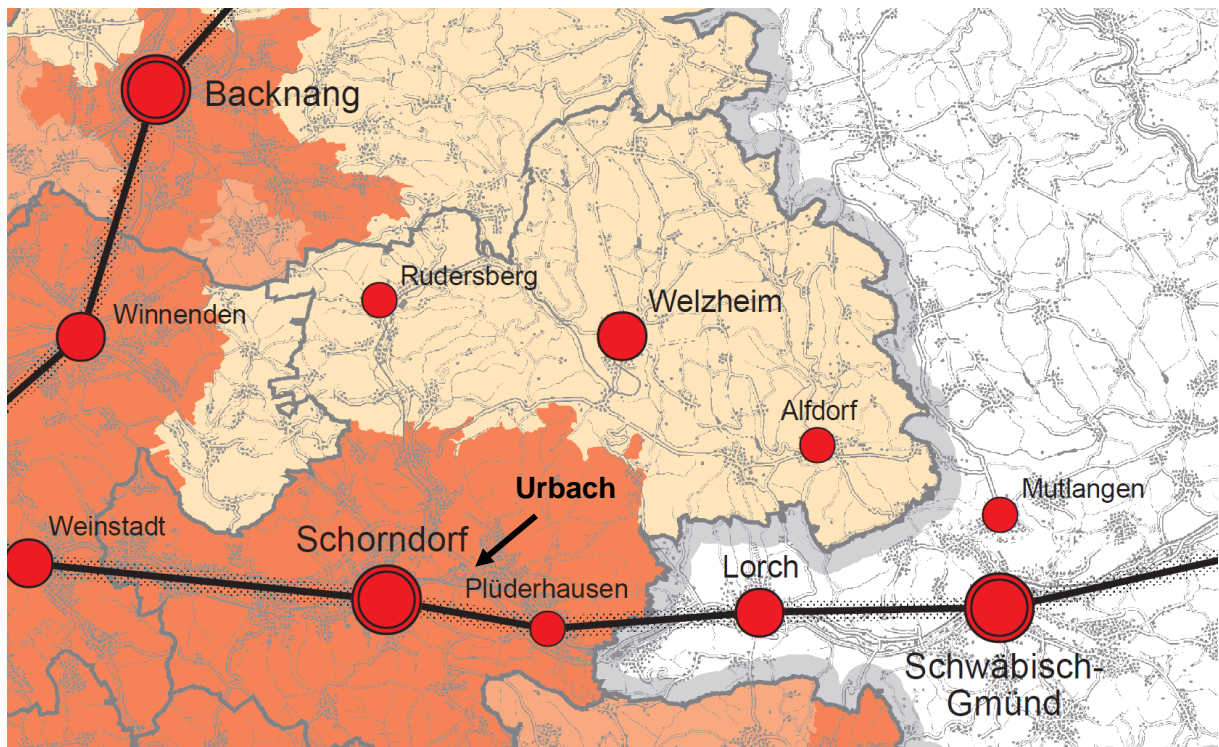 Backnang
Rudersberg
Winnenden
Welzheim
Alfdorf
Urbach
Mutlangen
Weinstadt
Schorndorf
Plüderhausen
Lorch
Schwäbisch-
Gmünd